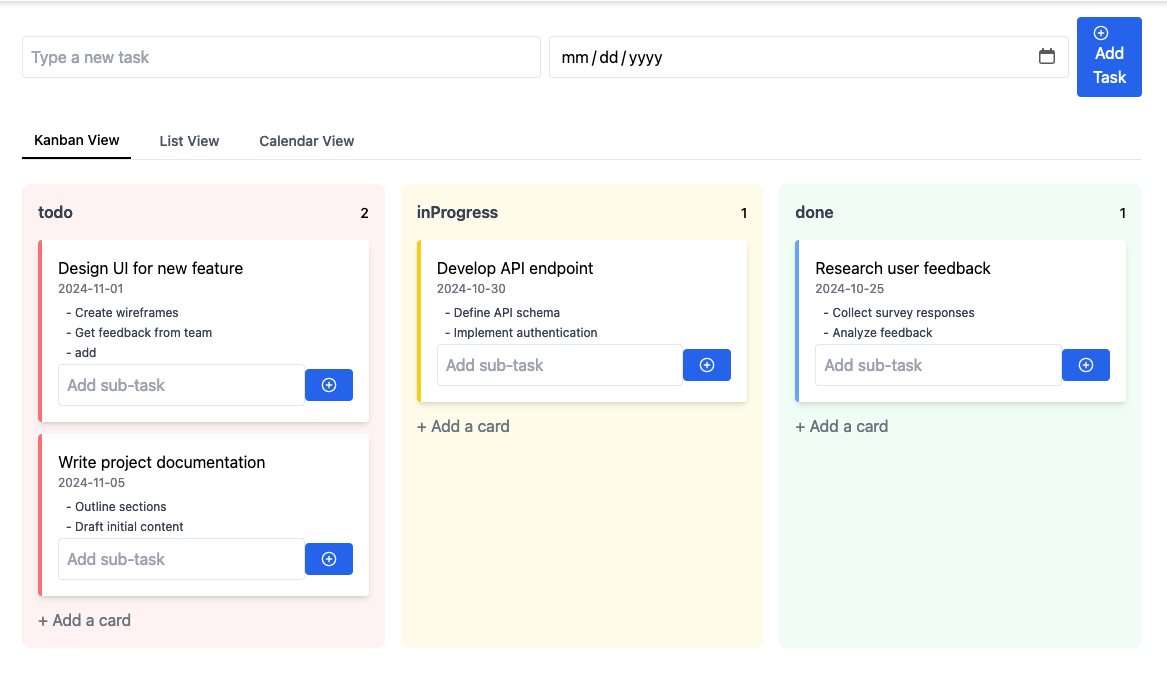 Type a new task
mm/dd/yyyy
Add
Task
Kanban View
List View
Calendar View
todo
2
Design UI for new feature
2024-11-01
- Create wireframes
- Get feedback from team
- add
Add sub-task
Write project documentation
2024-11-05
- Outline sections
- Draft initial content
Add sub-task
+ Add a card
inProgress
1
Develop API endpoint
2024-10-30
- Define API schema
- Implement authentication
Add sub-task
+ Add a card
done
1
Research user feedback
2024-10-25
- Collect survey responses
- Analyze feedback
Add sub-task
+ Add a card